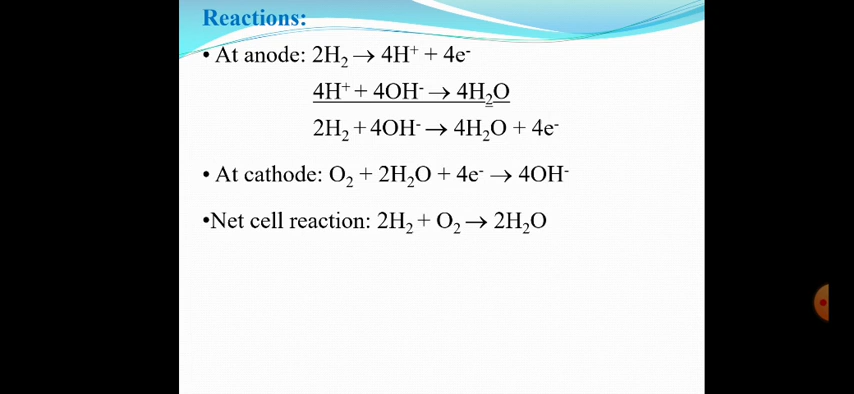 Reactions:
• At anode: 2H₂ → 4H⁺ + 4e⁻
4H⁺ + 4OH⁻ → 4H₂O
2H₂ + 4OH⁻ → 4H₂O + 4e⁻
• At cathode: O₂ + 2H₂O + 4e⁻ → 4OH⁻
•Net cell reaction: 2H₂ + O₂ → 2H₂O